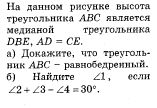 На данном рисунке высота
треугольника ABC является
медианой треугольника
DBE, AD = CE.
а) Докажите, что треуголь-
ник ABC – равнобедренный.
б) Найдите ∠1, если
∠2+∠3–∠4=30°.